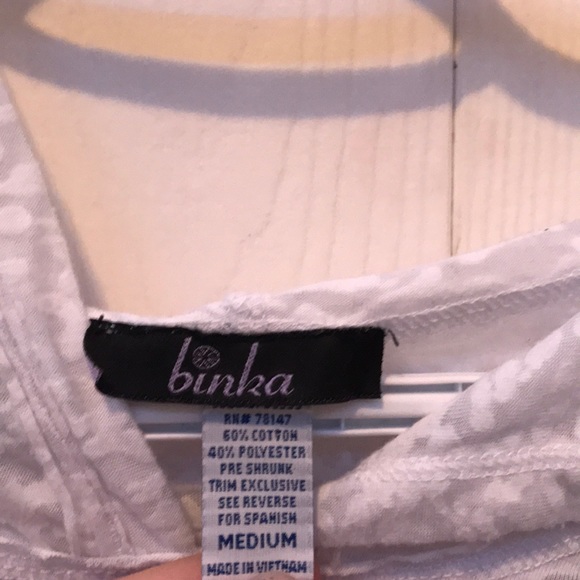 binka
RN# 78147
60% COTTON
40% POLYESTER
PRE SHRUNK
TRIM EXCLUSIVE
SEE REVERSE
FOR SPANISH
MEDIUM
MADE IN VIETNAM